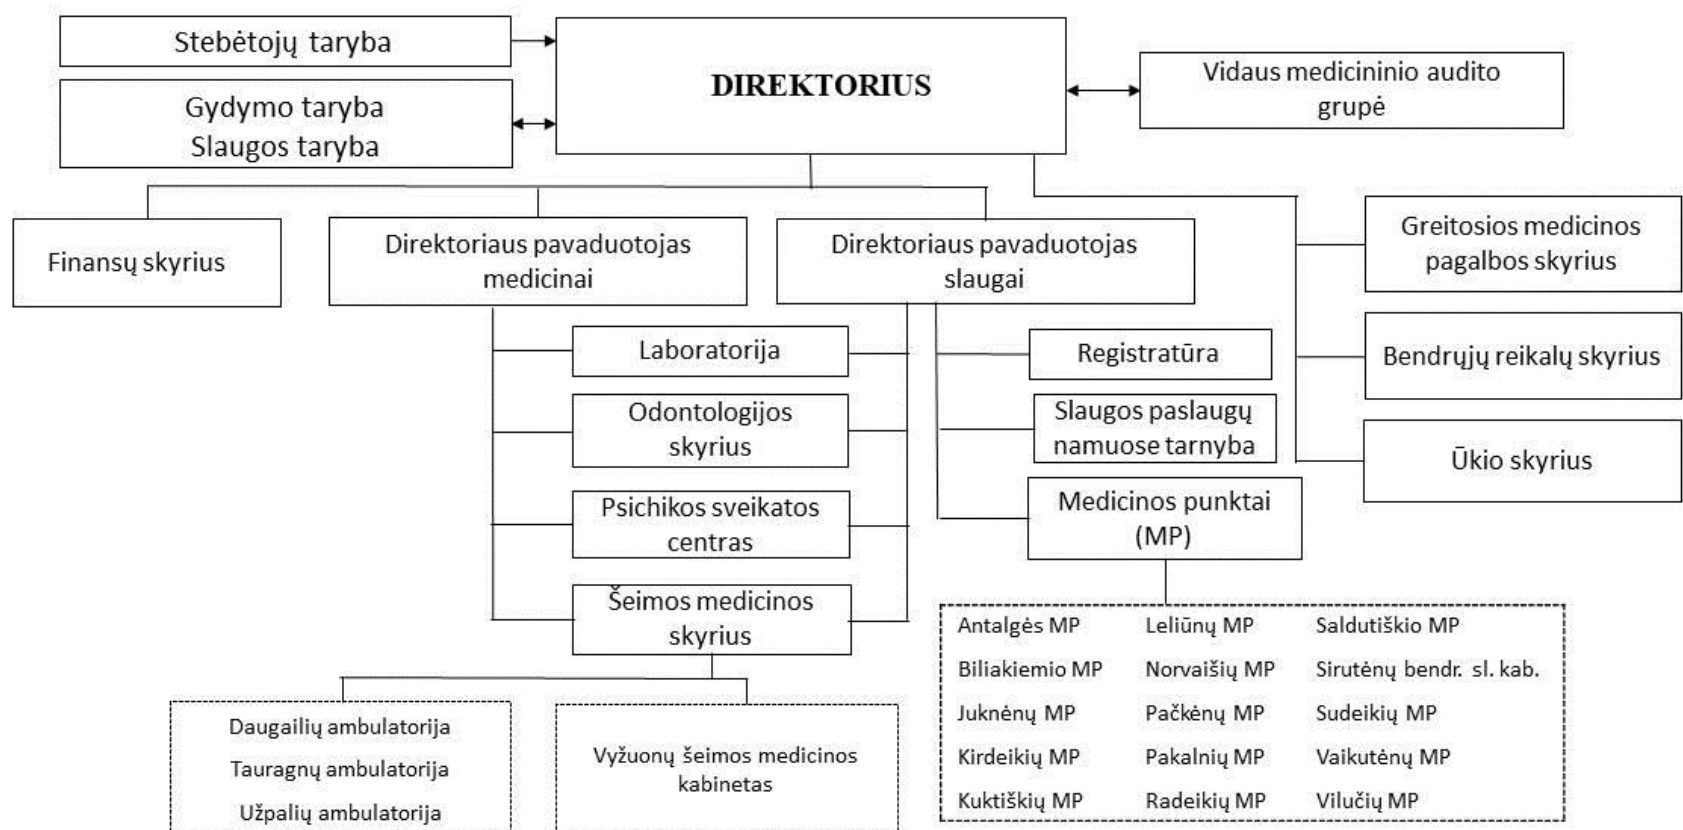 Stebėtojų taryba
Gydymo taryba
Slaugos taryba
DIREKTORIUS
Vidaus medicininio audito
grupė
Finansų skyrius
Direktoriaus pavaduotojas
medicinai
Direktoriaus pavaduotojas
slaugai
Greitosios medicinos
pagalbos skyrius
Bendrųjų reikalų skyrius
Ūkio skyrius
Laboratorija
Odontologijos
skyrius
Psichikos sveikatos
centras
Šeimos medicinos
skyrius
Registratūra
Slaugos paslaugų
namuose tarnyba
Medicinos punktai
(MP)
Daugailių ambulatorija
Tauragnų ambulatorija
Užpalių ambulatorija
Vyžuonų šeimos medicinos
kabinetas
Antalgės MP
Biliakiemio MP
Juknėnų MP
Kirdeikių MP
Kuktiškių MP
Leliūnų MP
Norvaišių MP
Pačkėnų MP
Pakalnių MP
Radeikių MP
Saldutiškio MP
Sirutėnų bendr. sl. kab.
Sudeikių MP
Vaikutėnų MP
Vilučių MP